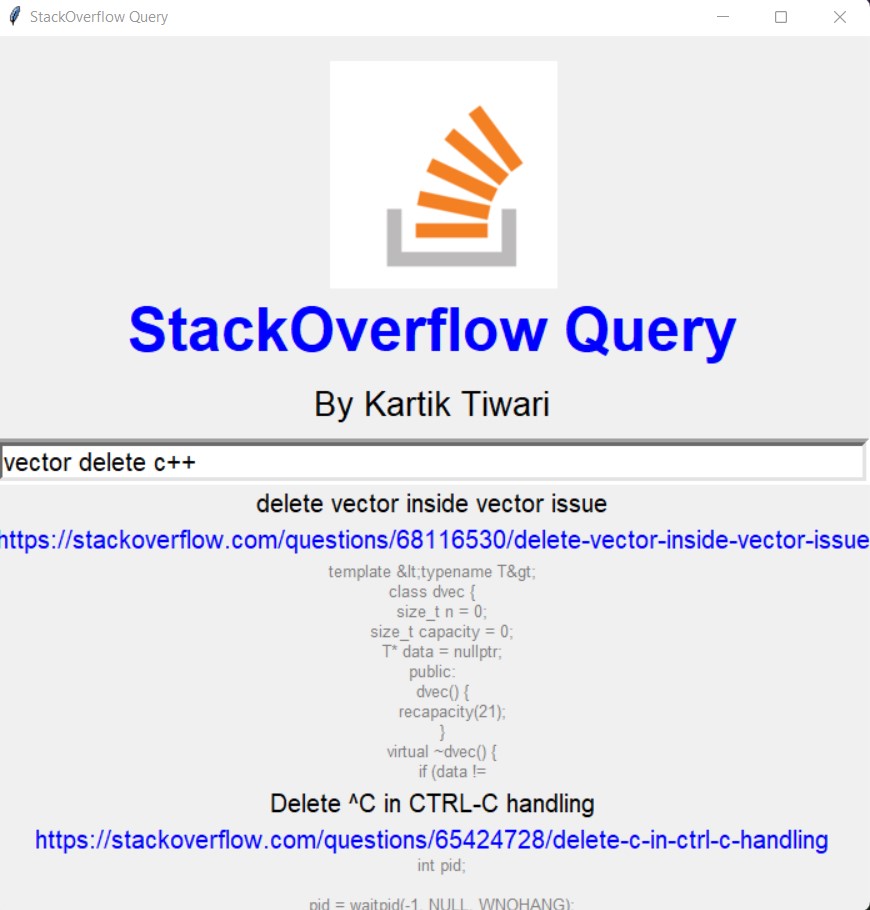 StackOverflow Query
StackOverflow Query
By Kartik Tiwari
vector delete c++
delete vector inside vector issue
https://stackoverflow.com/questions/68116530/delete-vector-inside-vector-issue
template &lt;typename T&gt;
class dvec {
size_t n = 0;
size_t capacity = 0;
T* data = nullptr;
public:
dvec() {
recapacity(21);
}
virtual ~dvec() {
if (data !=
Delete ^C in CTRL-C handling
https://stackoverflow.com/questions/65424728/delete-c-in-ctrl-c-handling
int pid;
pid = waitpid(-1, NULL, WNOHANG);